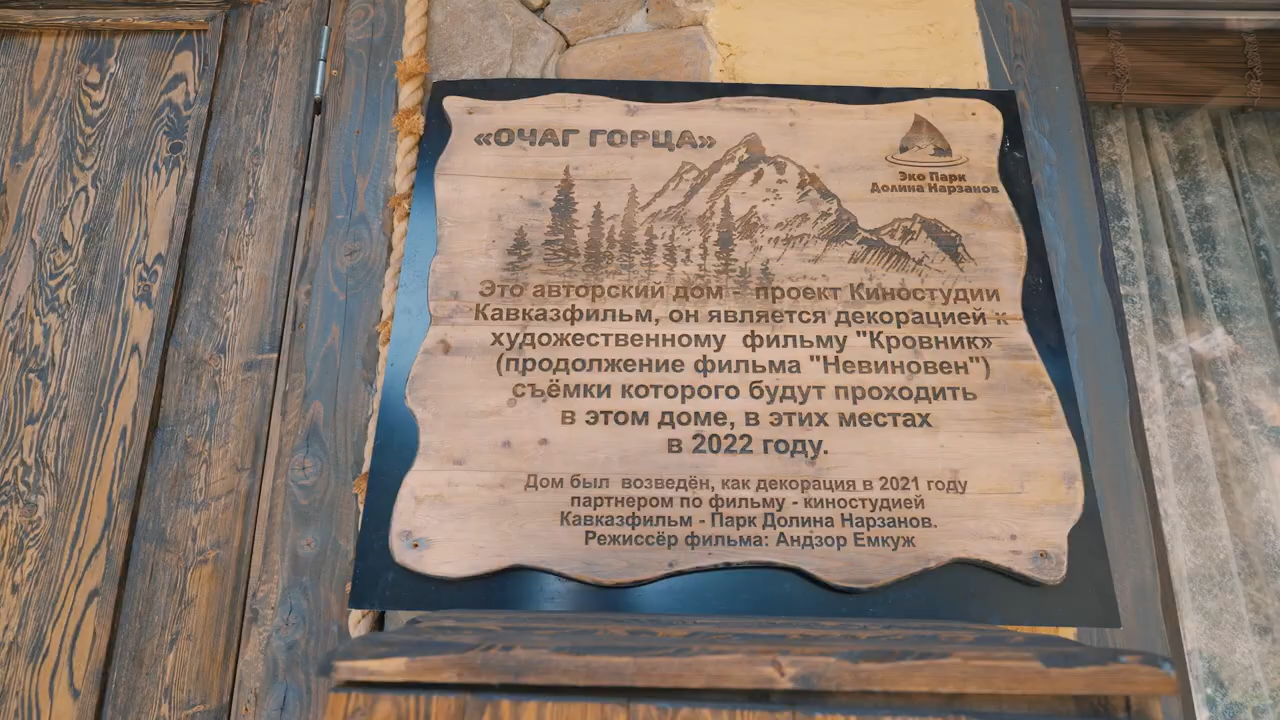 «ОЧАГ ГОРЦА»
Эко Парк
Долина Нарзанов
Это авторский дом - проект Киностудии
Кавказфильм, он является декорацией к
художественному фильму "Кровник»
(продолжение фильма "Невиновен")
съёмки которого будут проходить
в этом доме, в этих местах
в 2022 году.
Дом был возведён, как декорация в 2021 году
партнером по фильму - киностудией
Кавказфильм - Парк Долина Нарзанов.
Режиссёр фильма: Андзор Емкуж